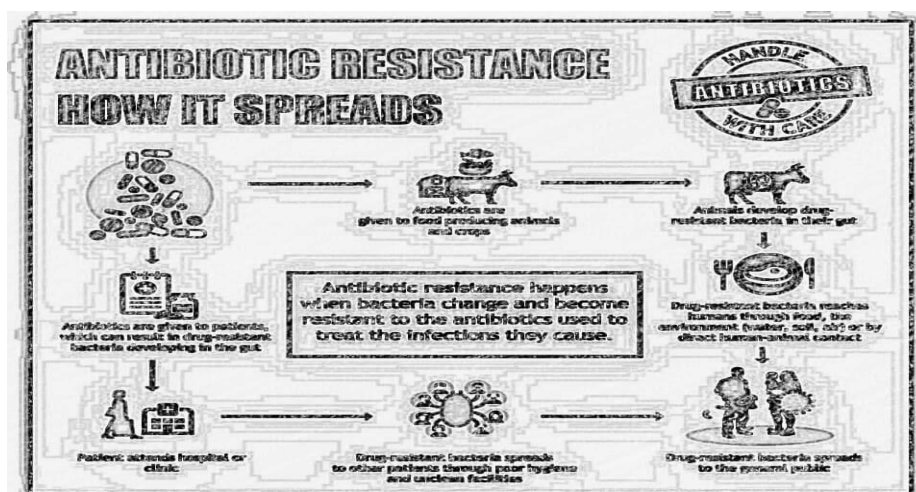 ANTIBIOTIC RESISTANCE
HOW IT SPREADS
HANDLE
ANTIBIOTICS
WITH CARE
Antibiotics are
given to food producing animals
and crops
Animals develop drug-
resistant bacteria in their gut
Antibiotics are given to patients,
which can result in drug-resistant
bacteria developing in the gut
Antibiotic resistance happens
when bacteria change and become
resistant to the antibiotics used to
treat the infections they cause.
Drug-resistant bacteria reaches
humans through food, the
environment (water, soil, air) or by
direct human-animal contact
Patient attends hospital or
clinic
Drug-resistant bacteria spreads
to other patients through poor hygiene
and unclean facilities
Drug-resistant bacteria spreads
to the general public